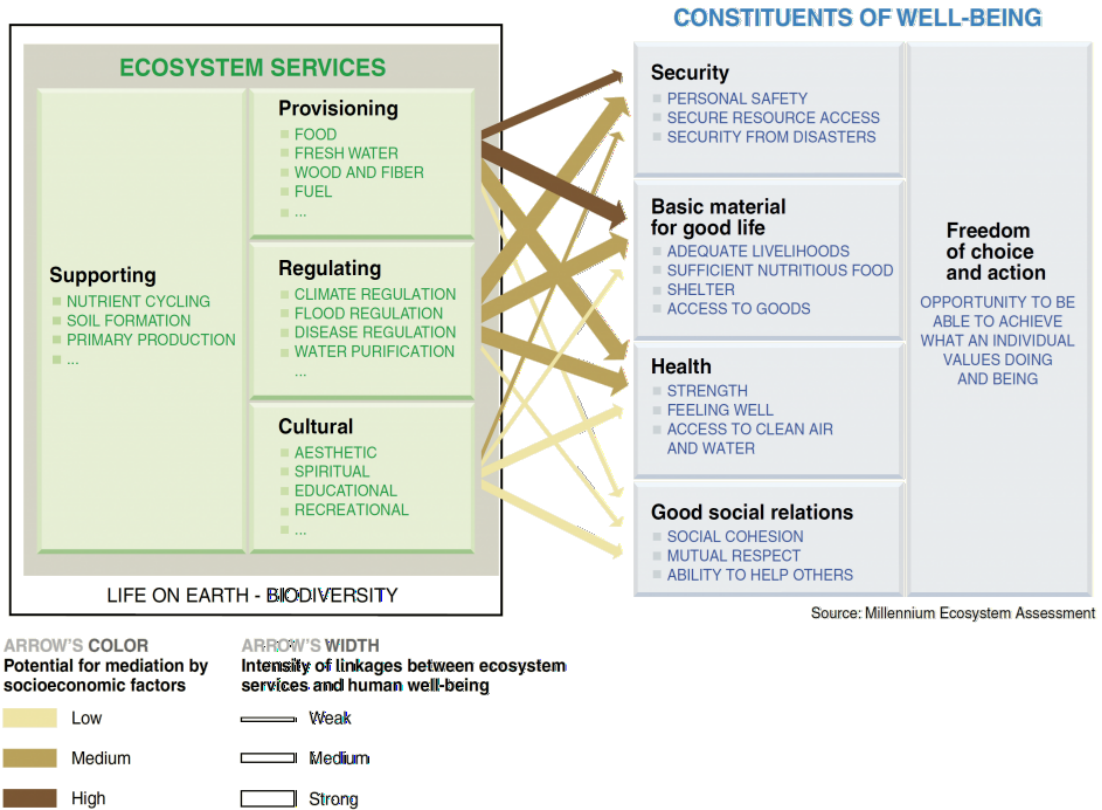 CONSTITUENTS OF WELL-BEING
ECOSYSTEM SERVICES
Supporting
NUTRIENT CYCLING
SOIL FORMATION
PRIMARY PRODUCTION
...
Provisioning
FOOD
FRESH WATER
WOOD AND FIBER
FUEL
...
Regulating
CLIMATE REGULATION
FLOOD REGULATION
DISEASE REGULATION
WATER PURIFICATION
...
Cultural
AESTHETIC
SPIRITUAL
EDUCATIONAL
RECREATIONAL
...
LIFE ON EARTH - BIODIVERSITY
Security
PERSONAL SAFETY
SECURE RESOURCE ACCESS
SECURITY FROM DISASTERS
Basic material
for good life
ADEQUATE LIVELIHOODS
SUFFICIENT NUTRITIOUS FOOD
SHELTER
ACCESS TO GOODS
Health
STRENGTH
FEELING WELL
ACCESS TO CLEAN AIR
AND WATER
Good social relations
SOCIAL COHESION
MUTUAL RESPECT
ABILITY TO HELP OTHERS
Freedom
of choice
and action
OPPORTUNITY TO BE
ABLE TO ACHIEVE
WHAT AN INDIVIDUAL
VALUES DOING
AND BEING
Source: Millennium Ecosystem Assessment
ARROW'S COLOR
Potential for mediation by
socioeconomic factors
Low
Medium
High
ARROW'S WIDTH
Intensity of linkages between ecosystem
services and human well-being
Weak
Medium
Strong